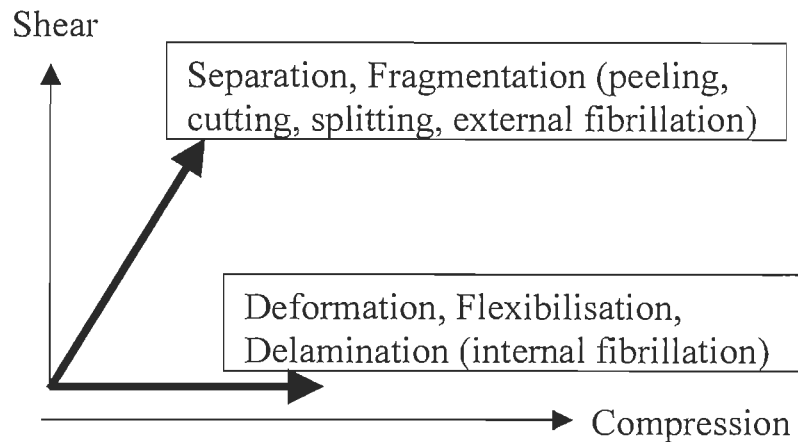 Shear
Separation, Fragmentation (peeling,
cutting, splitting, external fibrillation)
Deformation, Flexibilisation,
Delamination (internal fibrillation)
Compression